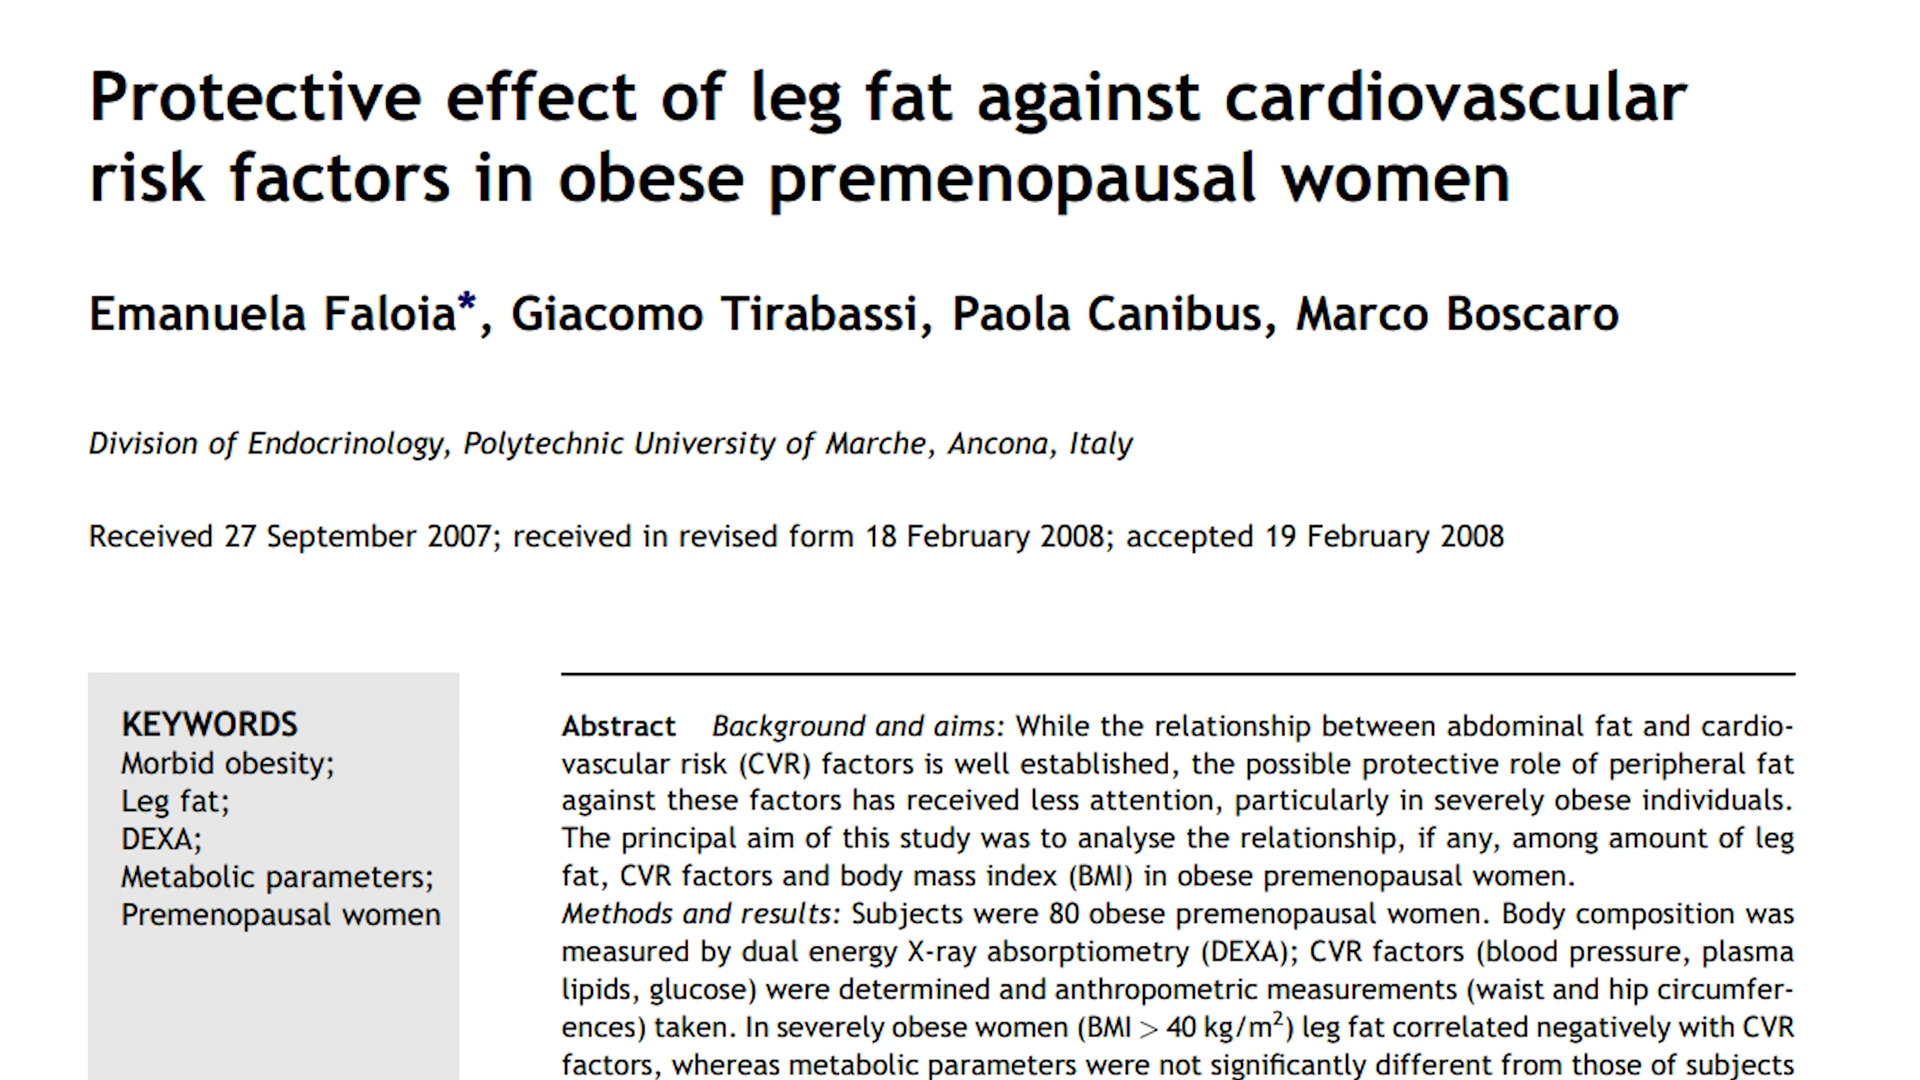 Protective effect of leg fat against cardiovascular
risk factors in obese premenopausal women
Emanuela Faloia*, Giacomo Tirabassi, Paola Canibus, Marco Boscaro
Division of Endocrinology, Polytechnic University of Marche, Ancona, Italy
Received 27 September 2007; received in revised form 18 February 2008; accepted 19 February 2008
KEYWORDS
Morbid obesity;
Leg fat;
DEXA;
Metabolic parameters;
Premenopausal women
Abstract Background and aims: While the relationship between abdominal fat and cardio-
vascular risk (CVR) factors is well established, the possible protective role of peripheral fat
against these factors has received less attention, particularly in severely obese individuals.
The principal aim of this study was to analyse the relationship, if any, among amount of leg
fat, CVR factors and body mass index (BMI) in obese premenopausal women.
Methods and results: Subjects were 80 obese premenopausal women. Body composition was
measured by dual energy X-ray absorptiometry (DEXA); CVR factors (blood pressure, plasma
lipids, glucose) were determined and anthropometric measurements (waist and hip circumfer-
ences) taken. In severely obese women (BMI > 40 kg/m²) leg fat correlated negatively with CVR
factors, whereas metabolic parameters were not significantly different from those of subjects